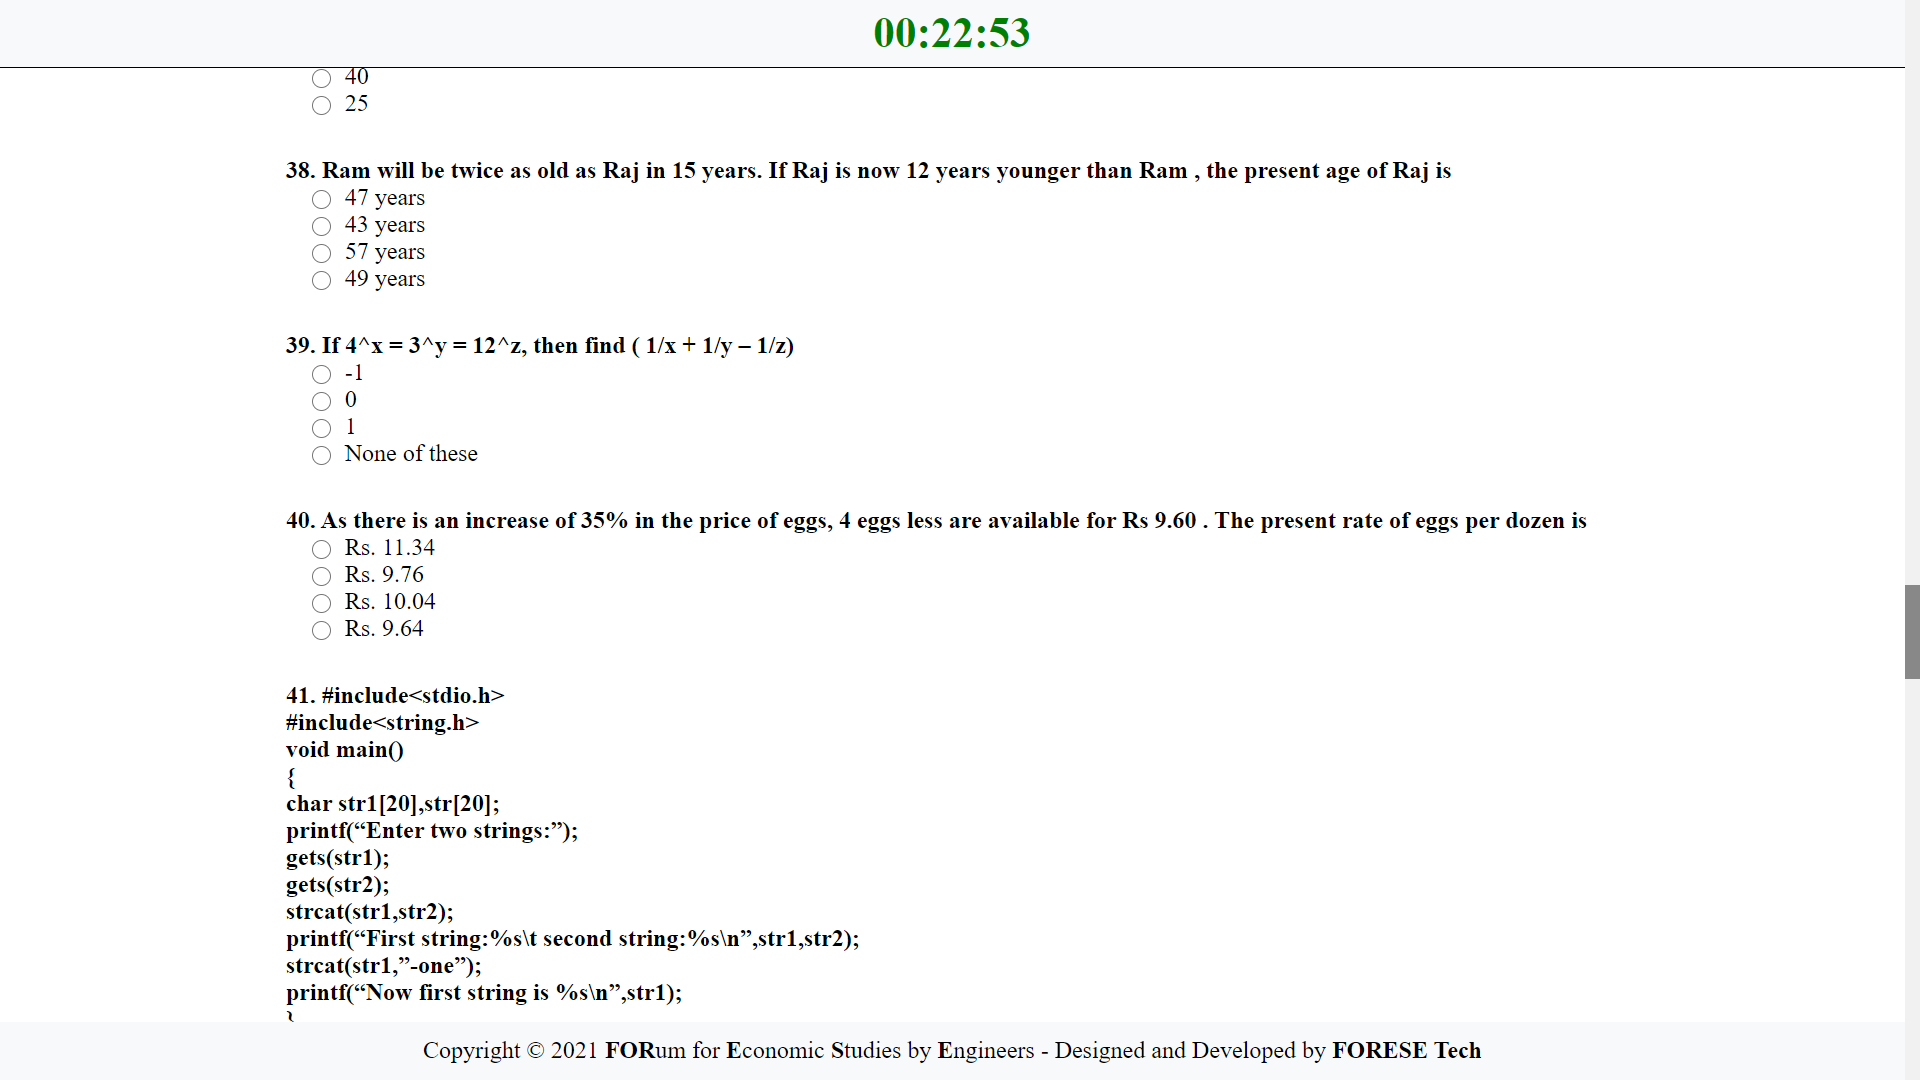 00:22:53
40
25
38. Ram will be twice as old as Raj in 15 years. If Raj is now 12 years younger than Ram , the present age of Raj is
47 years
43 years
57 years
49 years
39. If 4^x = 3^y = 12^z, then find ( 1/x + 1/y – 1/z)
-1
0
1
None of these
40. As there is an increase of 35% in the price of eggs, 4 eggs less are available for Rs 9.60 . The present rate of eggs per dozen is
Rs. 11.34
Rs. 9.76
Rs. 10.04
Rs. 9.64
41. #include<stdio.h>
#include<string.h>
void main()
{
char str1[20],str[20];
printf(“Enter two strings:”);
gets(str1);
gets(str2);
strcat(str1,str2);
printf(“First string:%s\t second string:%s\n”,str1,str2);
strcat(str1,”-one”);
printf(“Now first string is %s\n”,str1);
}
Copyright © 2021 FORum for Economic Studies by Engineers - Designed and Developed by FORESE Tech